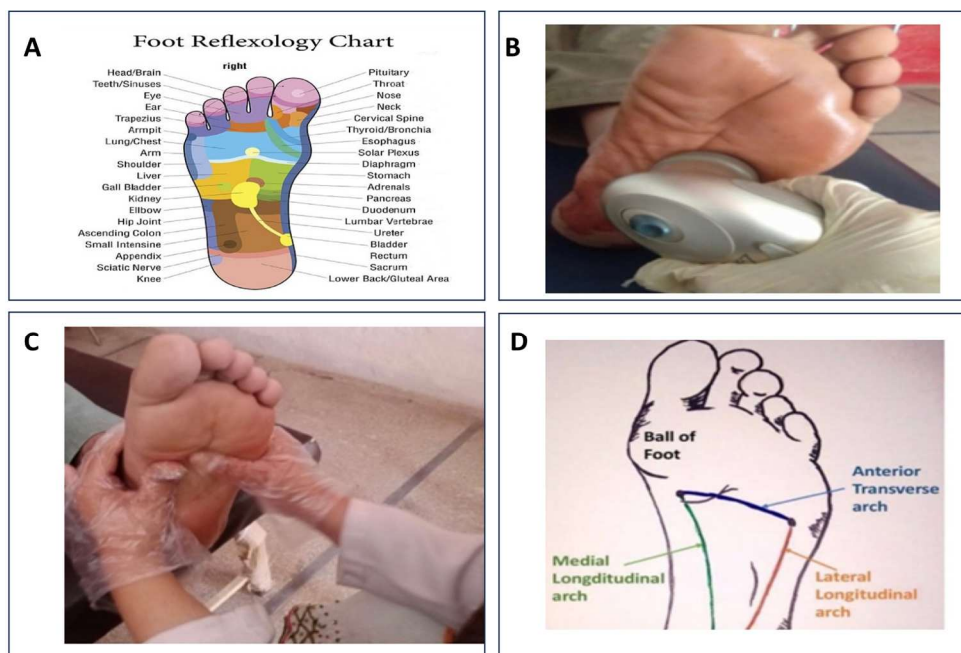 A
Foot Reflexology Chart
right
Head/Brain
Teeth/Sinuses
Eye
Ear
Trapezius
Armpit
Lung/Chest
Arm
Shoulder
Liver
Gall Bladder
Kidney
Ellbow
Hip Joint
Ascending Colon
Small Intensine
Appendix
Sciatic Nerve
Knee
Pituitary
Throat
Nose
Neck
Cervical Spine
Thyroid/Bronchia
Esophagus
Solar Plexus
Diaphragm
Stomach
Adrenals
Pancreas
Duodenum
Lumbar Vertebrae
Ureter
Bladder
Rectum
Sacrum
Lower Back/Gluteal Area
B
C
D
Ball of
Foot
Anterior
Transverse
arch
Medial
Longditudinal
arch
Lateral
Longitudinal
arch